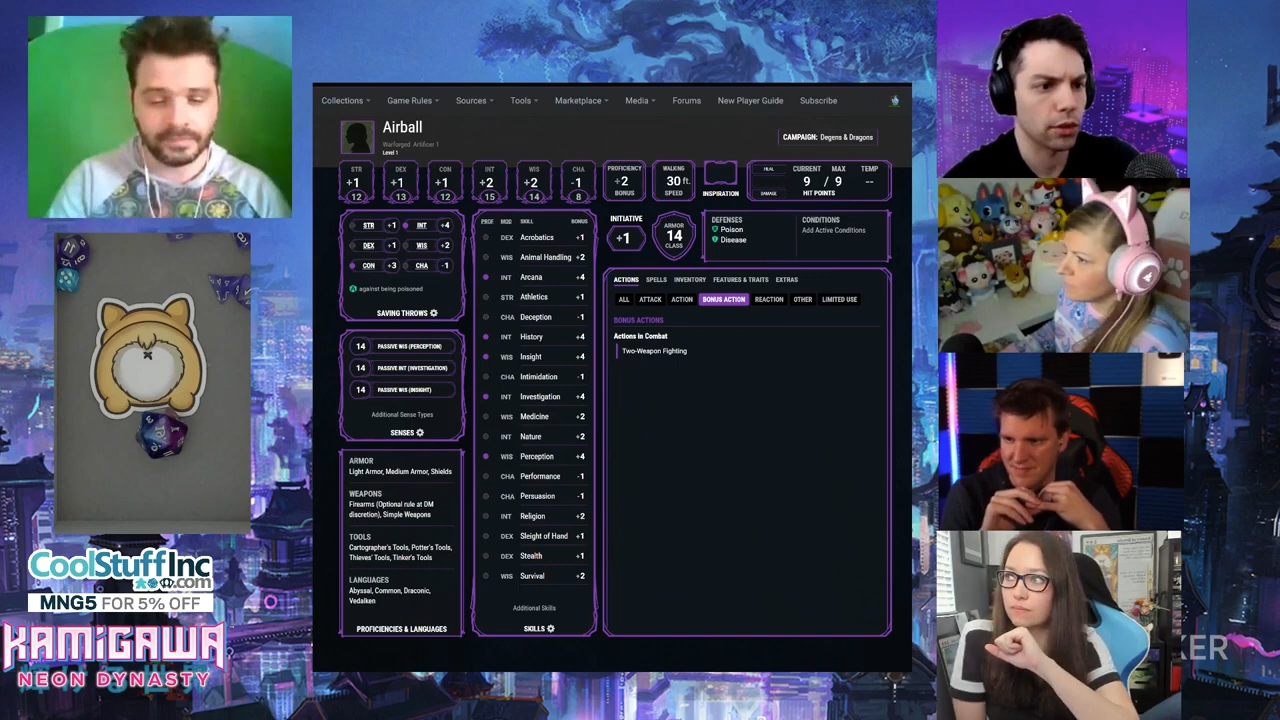 Collections
Game Rules
Sources
Tools
Marketplace
Media
Forums
New Player Guide
Subscribe
Airball
Warforged Artificer 1
Level 1
CAMPAIGN: Degens & Dragons
STR
+1
12
DEX
+1
13
CON
+1
12
INT
+2
15
WIS
+2
14
CHA
-1
8
PROFICIENCY
+2
BONUS
WALKING
30 ft.
SPEED
INSPIRATION
HEAL
DAMAGE
CURRENT MAX TEMP
9 / 9 --
HIT POINTS
STR +1 INT +4
DEX +1 WIS +2
CON +3 CHA -1
against being poisoned
SAVING THROWS
14 PASSIVE WIS (PERCEPTION)
14 PASSIVE INT (INVESTIGATION)
14 PASSIVE WIS (INSIGHT)
Additional Sense Types
SENSES
ARMOR
Light Armor, Medium Armor, Shields
WEAPONS
Firearms (Optional rule at DM
discretion), Simple Weapons
TOOLS
Cartographer's Tools, Potter's Tools,
Thieves' Tools, Tinker's Tools
LANGUAGES
Abyssal, Common, Draconic,
Vedalken
PROFICIENCIES & LANGUAGES
PROF MOD SKILL BONUS
DEX Acrobatics +1
WIS Animal Handling +2
INT Arcana +4
STR Athletics +1
CHA Deception -1
INT History +4
WIS Insight +4
CHA Intimidation -1
INT Investigation +4
WIS Medicine +2
INT Nature +2
WIS Perception +4
CHA Performance -1
CHA Persuasion -1
INT Religion +2
DEX Sleight of Hand +1
DEX Stealth +1
WIS Survival +2
Additional Skills
SKILLS
INITIATIVE
+1
ARMOR
14
CLASS
DEFENSES
Poison
Disease
CONDITIONS
Add Active Conditions
ACTIONS SPELLS INVENTORY FEATURES & TRAITS EXTRAS
ALL ATTACK ACTION BONUS ACTION REACTION OTHER LIMITED USE
BONUS ACTIONS
Actions in Combat
Two-Weapon Fighting
CoolStuffInc
.com
MNG5 FOR 5% OFF
KAMIGAWA
NEON DYNASTY
KER